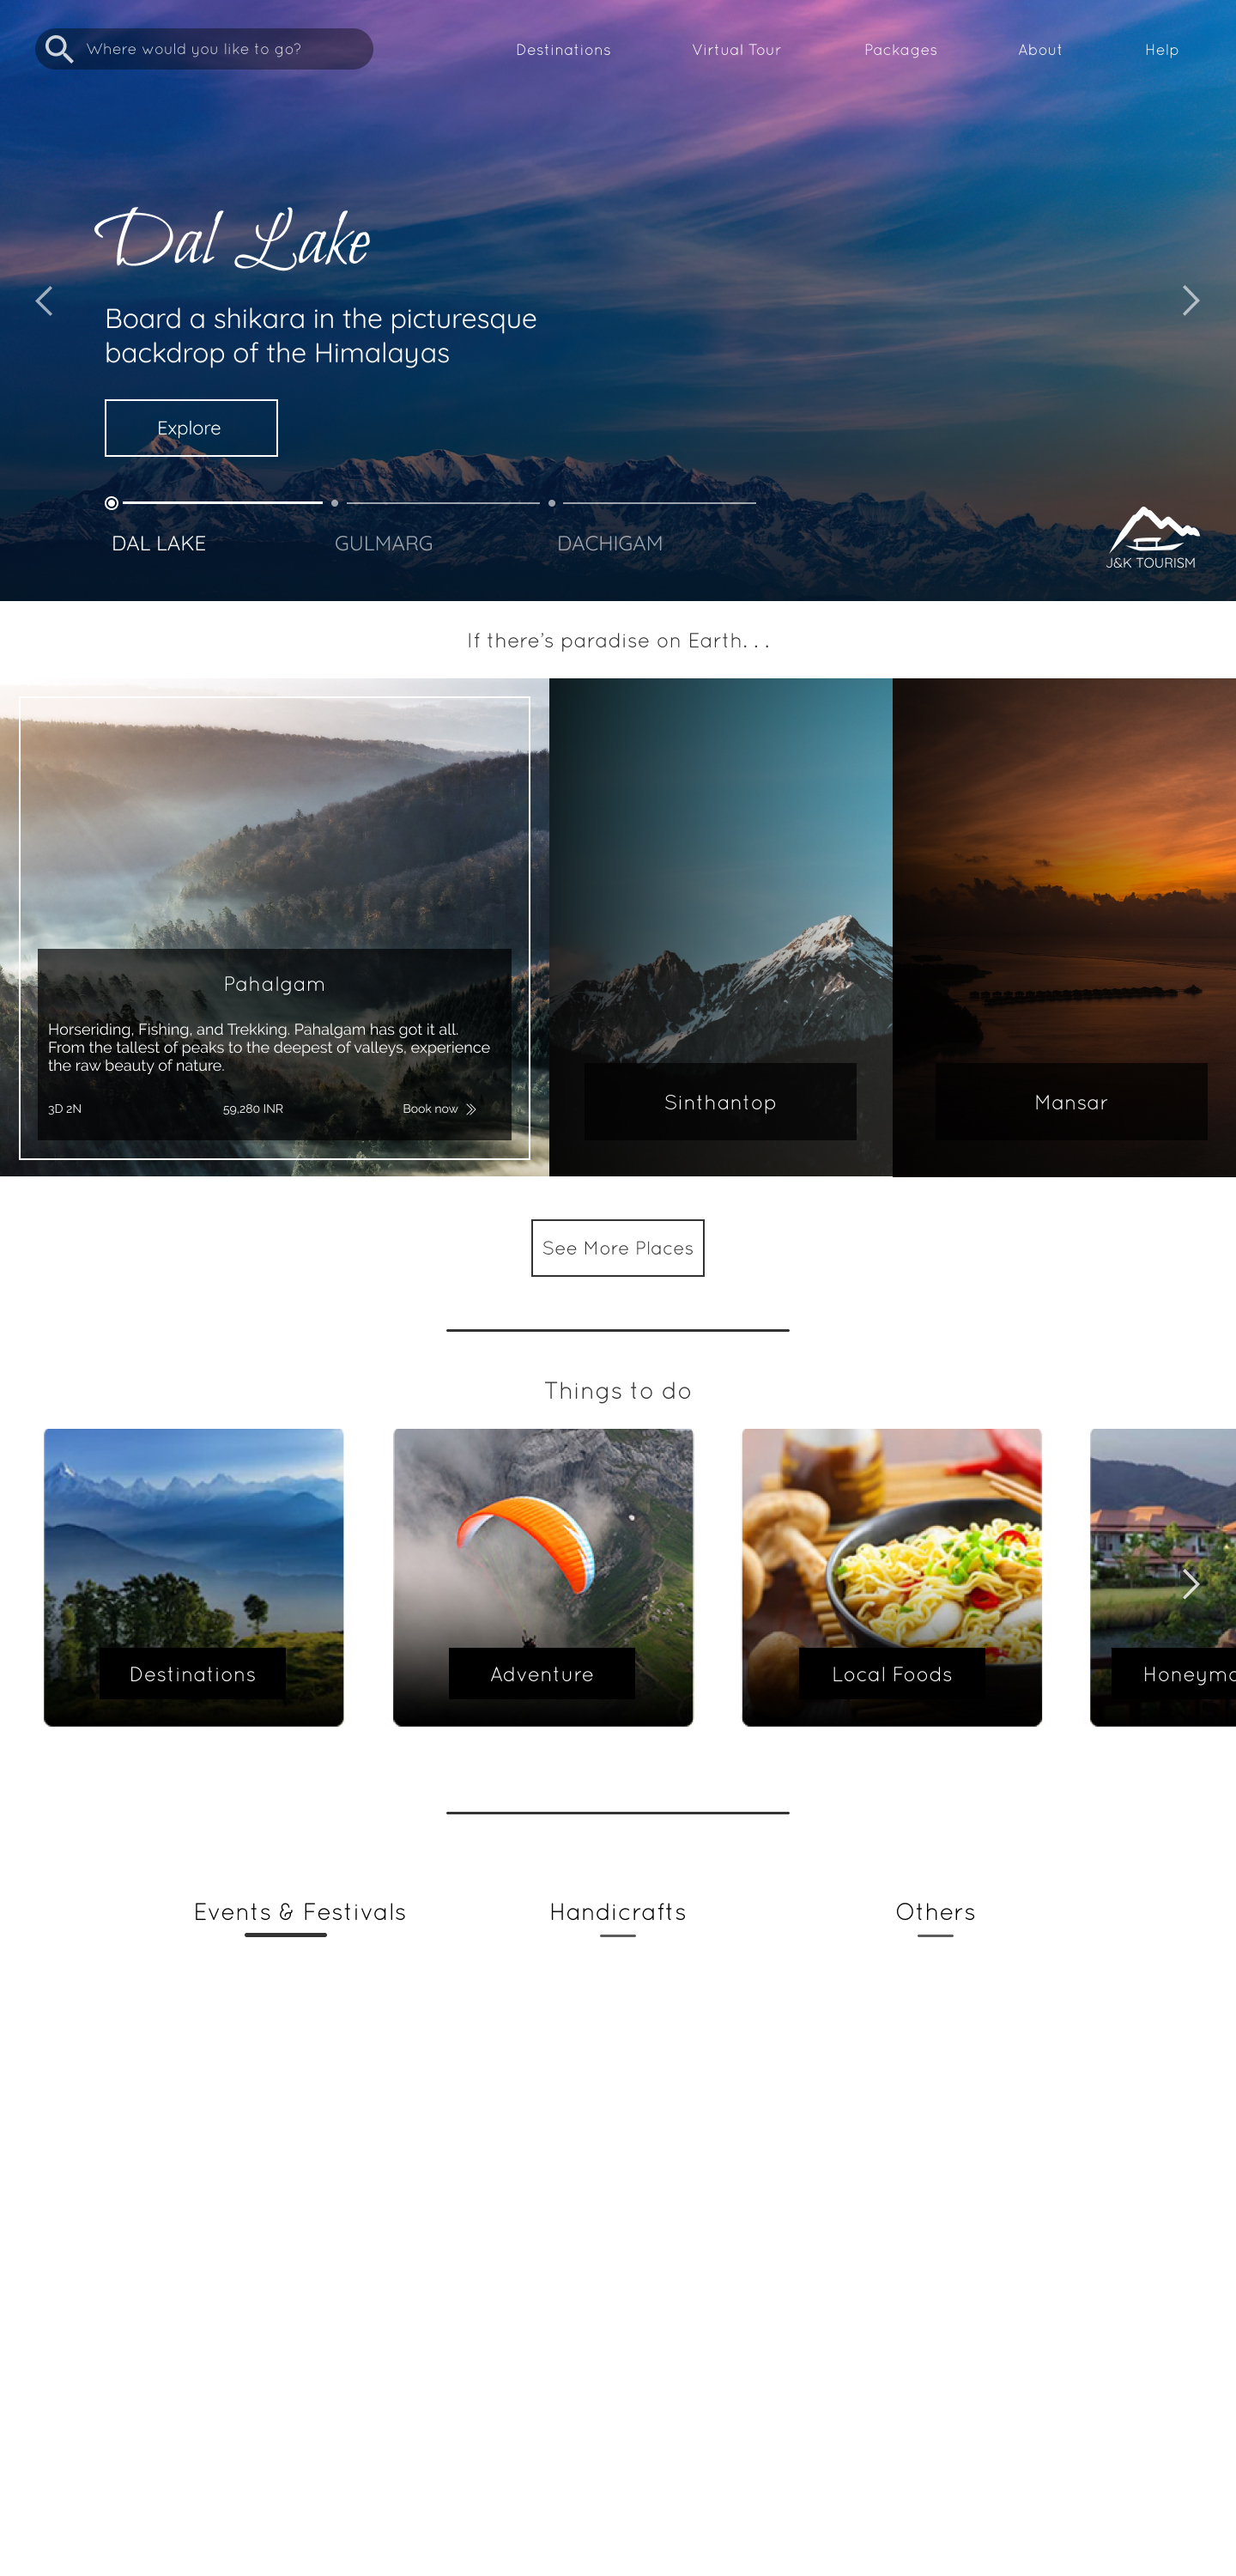 Where would you like to go?
Destinations
Virtual Tour
Packages
About
Help
Dal Lake
Board a shikara in the picturesque
backdrop of the Himalayas
Explore
DAL LAKE
GULMARG
DACHIGAM
J&K TOURISM
If there's paradise on Earth. . .
Pahalgam
Horseriding, Fishing, and Trekking. Pahalgam has got it all.
From the tallest of peaks to the deepest of valleys, experience
the raw beauty of nature.
3D 2N
59,280 INR
Book now
Sinthantop
Mansar
See More Places
Things to do
Destinations
Adventure
Local Foods
Honeymo
Events & Festivals
Handicrafts
Others